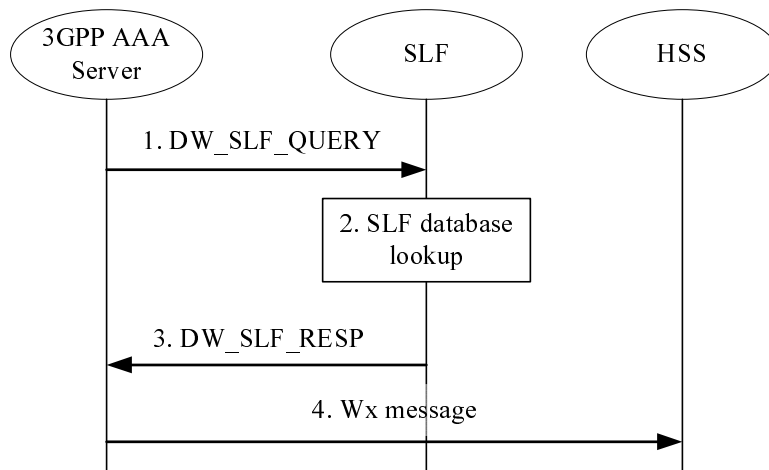 3GPP AAA
Server
SLF
HSS
1. DW_SLF_QUERY
2. SLF database
lookup
3. DW_SLF_RESP
4. Wx message